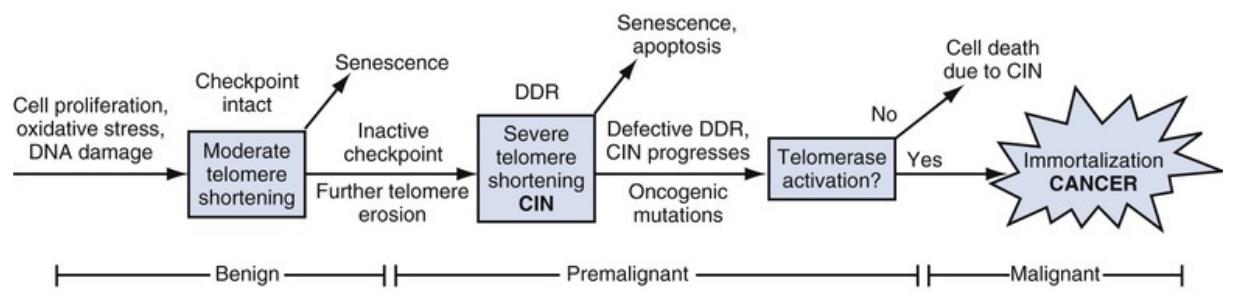 Cell proliferation,
oxidative stress,
DNA damage
Checkpoint
intact
Senescence
Moderate
telomere
shortening
Inactive
checkpoint
Further telomere
erosion
DDR
Senescence,
apoptosis
Severe
telomere
shortening
CIN
Defective DDR,
CIN progresses
Oncogenic
mutations
Telomerase
activation?
No
Cell death
due to CIN
Yes
Immortalization
CANCER
Benign
Premalignant
Malignant